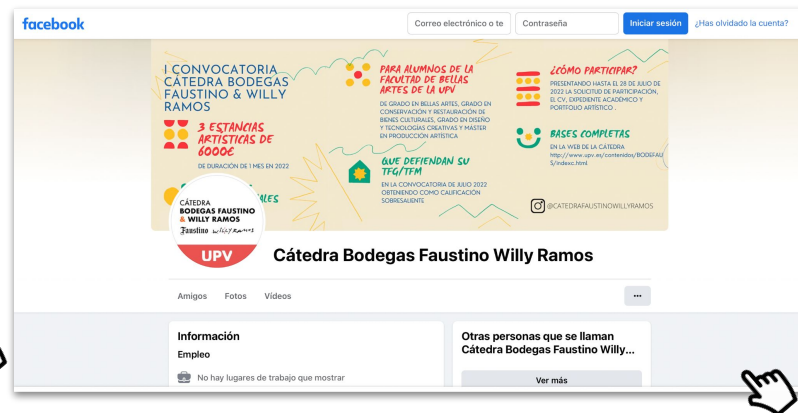 facebook
Correo electrónico o te
Contraseña
Iniciar sesión
¿Has olvidado la cuenta?
I CONVOCATORIA
CÁTEDRA BODEGAS
FAUSTINO & WILLY
RAMOS
3 ESTANCIAS
ARTÍSTICAS DE
6000€
DE DURACIÓN DE 1 MES EN 2022
ALES
PARA ALUMNOS DE LA
FACULTAD DE BELLAS
ARTES DE LA UPV
DE GRADO EN BELLAS ARTES, GRADO EN
CONSERVACIÓN Y RESTAURACIÓN DE
BIENES CULTURALES, GRADO EN DISEÑO
Y TECNOLOGÍAS CREATIVAS Y MÁSTER
EN PRODUCCIÓN ARTÍSTICA
QUE DEFIENDAN SU
TFG/TFM
EN LA CONVOCATORIA DE JULIO 2022
OBTENIENDO COMO CALIFICACIÓN
SOBRESALIENTE
¿CÓMO PARTICIPAR?
PRESENTANDO HASTA EL 28 DE JULIO DE
2022 LA SOLICITUD DE PARTICIPACIÓN,
EL CV, EXPEDIENTE ACADÉMICO Y
PORTFOLIO ARTÍSTICO .
BASES COMPLETAS
EN LA WEB DE LA CÁTEDRA
http://www.upv.es/contenidos/BODEFAU
S/indexc.html
@CATEDRAFAUSTINOWILLYRAMOS
CÁTEDRA
BODEGAS FAUSTINO
& WILLY RAMOS
Faustino willy ramos
UPV
Cátedra Bodegas Faustino Willy Ramos
Amigos
Fotos
Vídeos
...
Información
Empleo
No hay lugares de trabajo que mostrar
Otras personas que se llaman
Cátedra Bodegas Faustino Willy...
Ver más